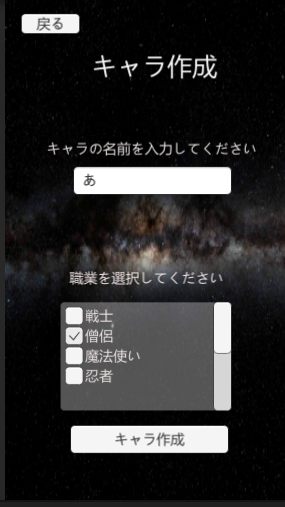 戻る
キャラ作成
キャラの名前を入力してください
あ
職業を選択してください
戦士
僧侶
魔法使い
忍者
キャラ作成